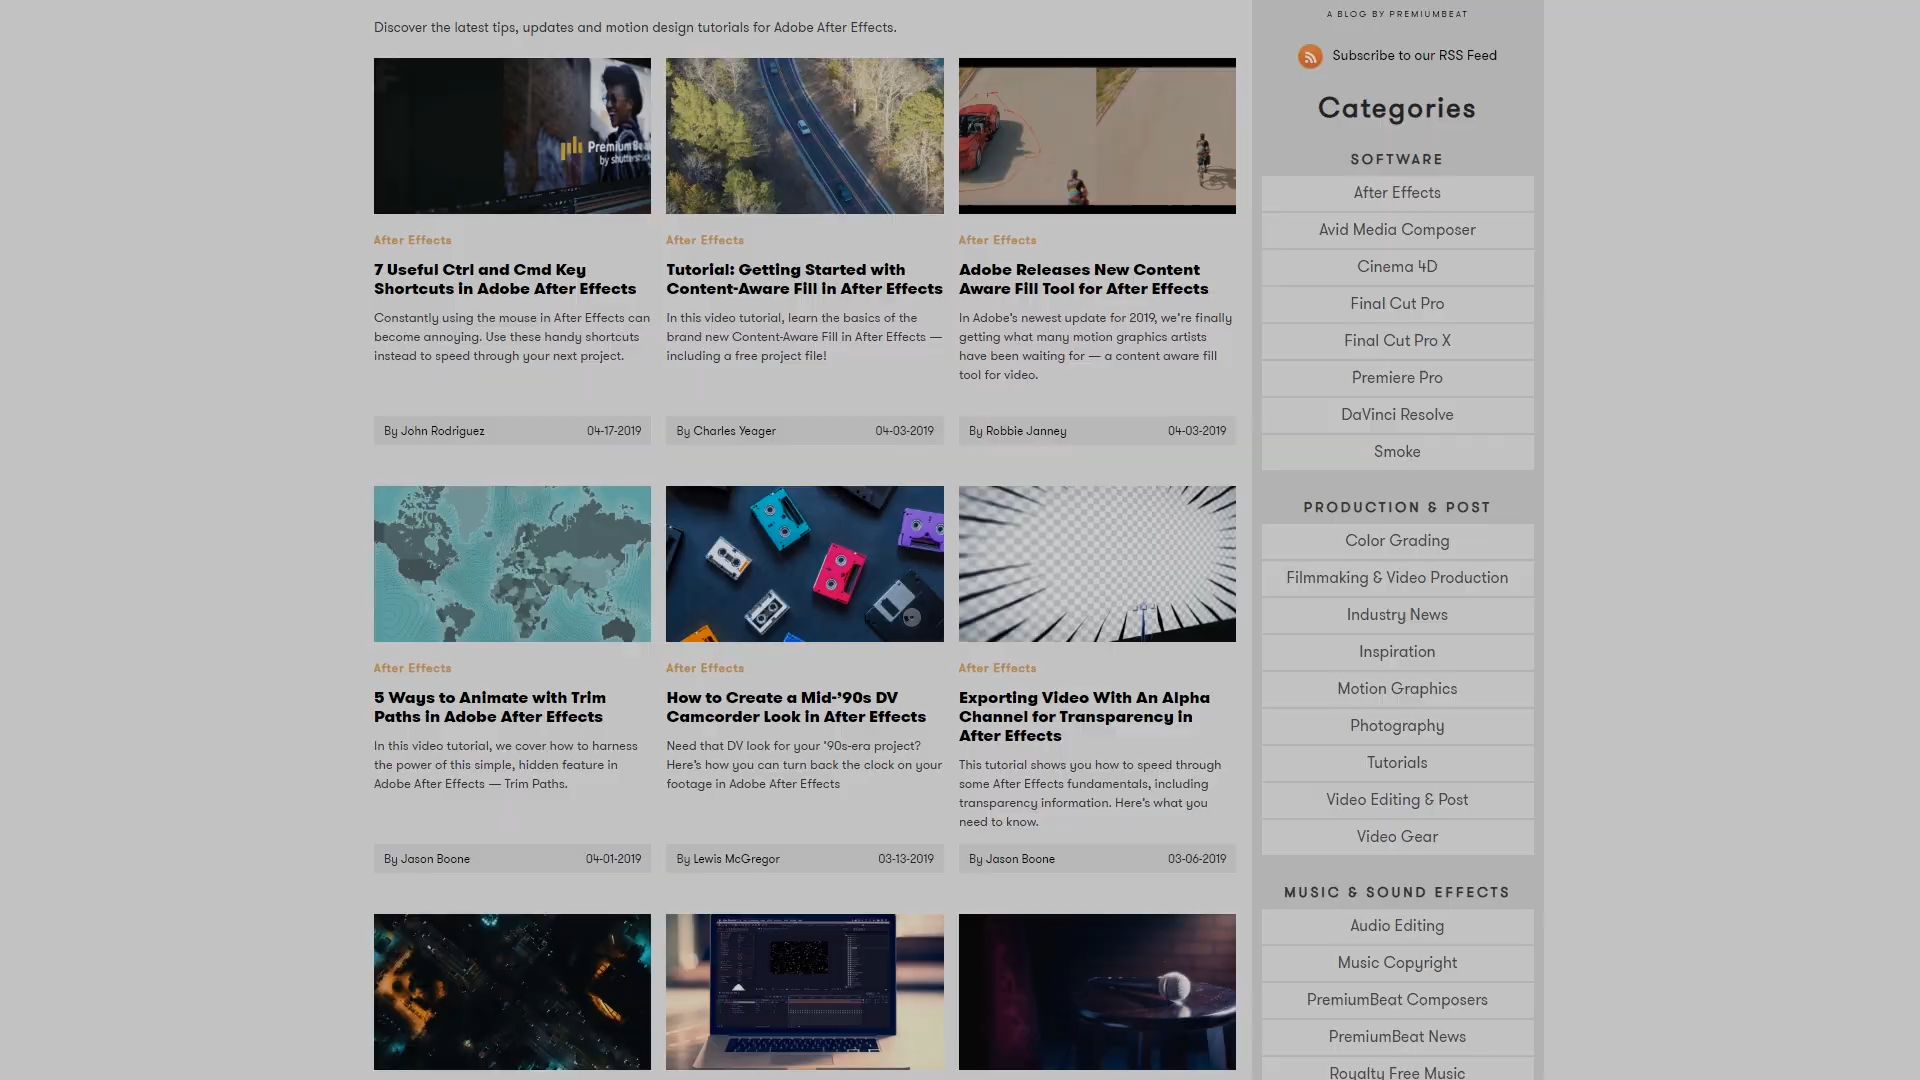 Discover the latest tips, updates and motion design tutorials for Adobe After Effects.
PremiumBeat
by shutterstock
After Effects
7 Useful Ctrl and Cmd Key
Shortcuts in Adobe After Effects
Constantly using the mouse in After Effects can
become annoying. Use these handy shortcuts
instead to speed through your next project.
By John Rodriguez
04-17-2019
After Effects
Tutorial: Getting Started with
Content-Aware Fill in After Effects
In this video tutorial, learn the basics of the
brand new Content-Aware Fill in After Effects —
including a free project file!
By Charles Yeager
04-03-2019
After Effects
Adobe Releases New Content
Aware Fill Tool for After Effects
In Adobe's newest update for 2019, we're finally
getting what many motion graphics artists
have been waiting for — a content aware fill
tool for video.
By Robbie Janney
04-03-2019
After Effects
5 Ways to Animate with Trim
Paths in Adobe After Effects
In this video tutorial, we cover how to harness
the power of this simple, hidden feature in
Adobe After Effects — Trim Paths.
By Jason Boone
04-01-2019
After Effects
How to Create a Mid-’90s DV
Camcorder Look in After Effects
Need that DV look for your ’90s-era project?
Here's how you can turn back the clock on your
footage in Adobe After Effects
By Lewis McGregor
03-13-2019
After Effects
Exporting Video With An Alpha
Channel for Transparency in
After Effects
This tutorial shows you how to speed through
some After Effects fundamentals, including
transparency information. Here's what you
need to know.
By Jason Boone
03-06-2019
A BLOG BY PREMIUMBEAT
Subscribe to our RSS Feed
Categories
SOFTWARE
After Effects
Avid Media Composer
Cinema 4D
Final Cut Pro
Final Cut Pro X
Premiere Pro
DaVinci Resolve
Smoke
PRODUCTION & POST
Color Grading
Filmmaking & Video Production
Industry News
Inspiration
Motion Graphics
Photography
Tutorials
Video Editing & Post
Video Gear
MUSIC & SOUND EFFECTS
Audio Editing
Music Copyright
PremiumBeat Composers
PremiumBeat News
Royalty Free Music